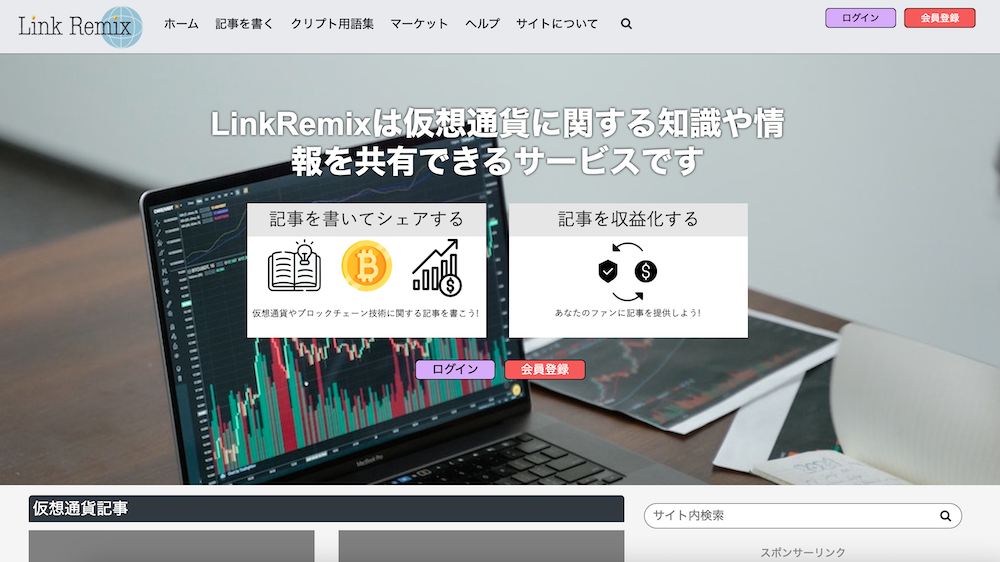 Link Remix
ホーム 記事を書く クリプト用語集 マーケット ヘルプ サイトについて
ログイン 会員登録
LinkRemixは仮想通貨に関する知識や情
報を共有できるサービスです
記事を書いてシェアする
仮想通貨やブロックチェーン技術に関する記事を書こう!
記事を収益化する
あなたのファンに記事を提供しよう!
ログイン 会員登録
MacBook Pro
仮想通貨記事
サイト内検索
スポンサーリンク